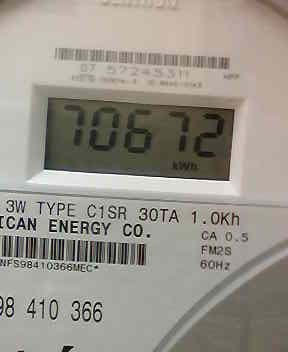 07 57245311
70672
kWh
3W TYPE C1SR 30TA 1.0Kh
ICAN ENERGY CO.
CA 0.5
FM2S
60Hz
NFS98410366MEC*
98 410 366